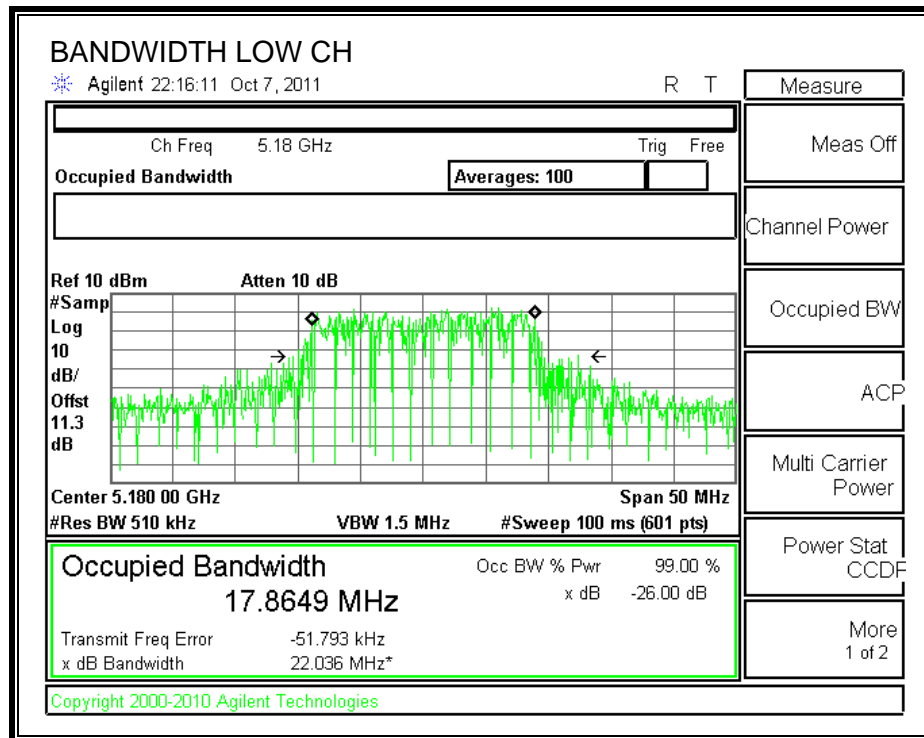 BANDWIDTH LOW CH
Agilent 22:16:11 Oct 7, 2011
R T
Measure
Ch Freq 5.18 GHz
Trig Free
Meas Off
Occupied Bandwidth
Averages: 100
Channel Power
Ref 10 dBm
Atten 10 dB
#Samp
Log
10
dB/
Offst
11.3
dB
Occupied BW
ACP
Center 5.180 00 GHz
Span 50 MHz
#Res BW 510 kHz
VBW 1.5 MHz
#Sweep 100 ms (601 pts)
Multi Carrier
Power
Occupied Bandwidth
17.8649 MHz
Occ BW % Pwr 99.00 %
x dB -26.00 dB
Transmit Freq Error -51.793 kHz
x dB Bandwidth 22.036 MHz*
Power Stat
CCDF
More
1 of 2
Copyright 2000-2010 Agilent Technologies